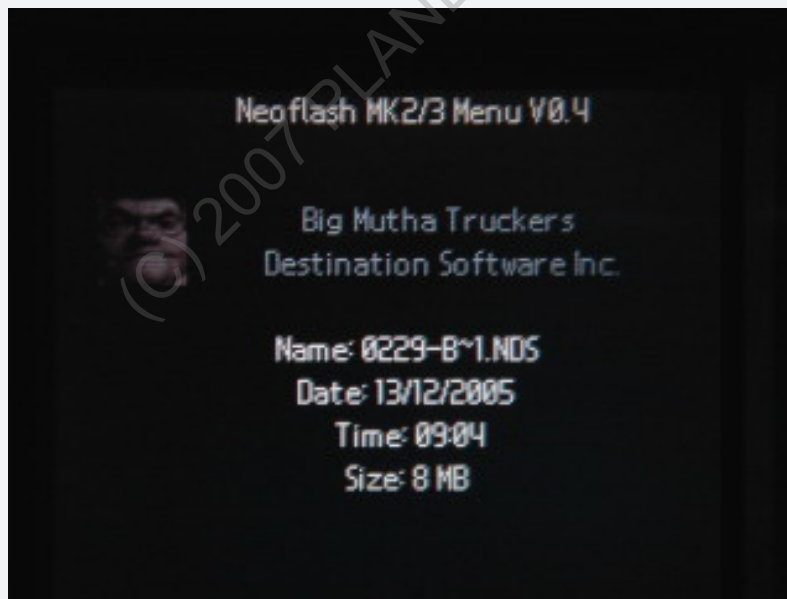 Neoflash MK2/3 Menu V0.4
Big Mutha Truckers
Destination Software Inc.
Name: 0229-B~1.NDS
Date: 13/12/2005
Time: 09:04
Size: 8 MB
(C) 2007 PLANE